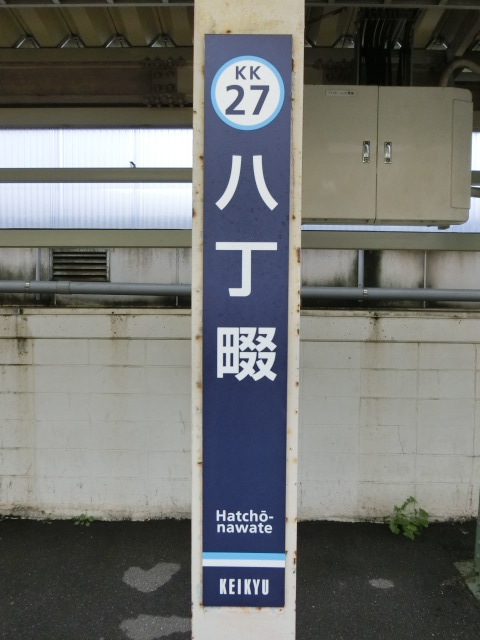 KK
27
八丁畷
Hatchō-
nawate
KEIKYU